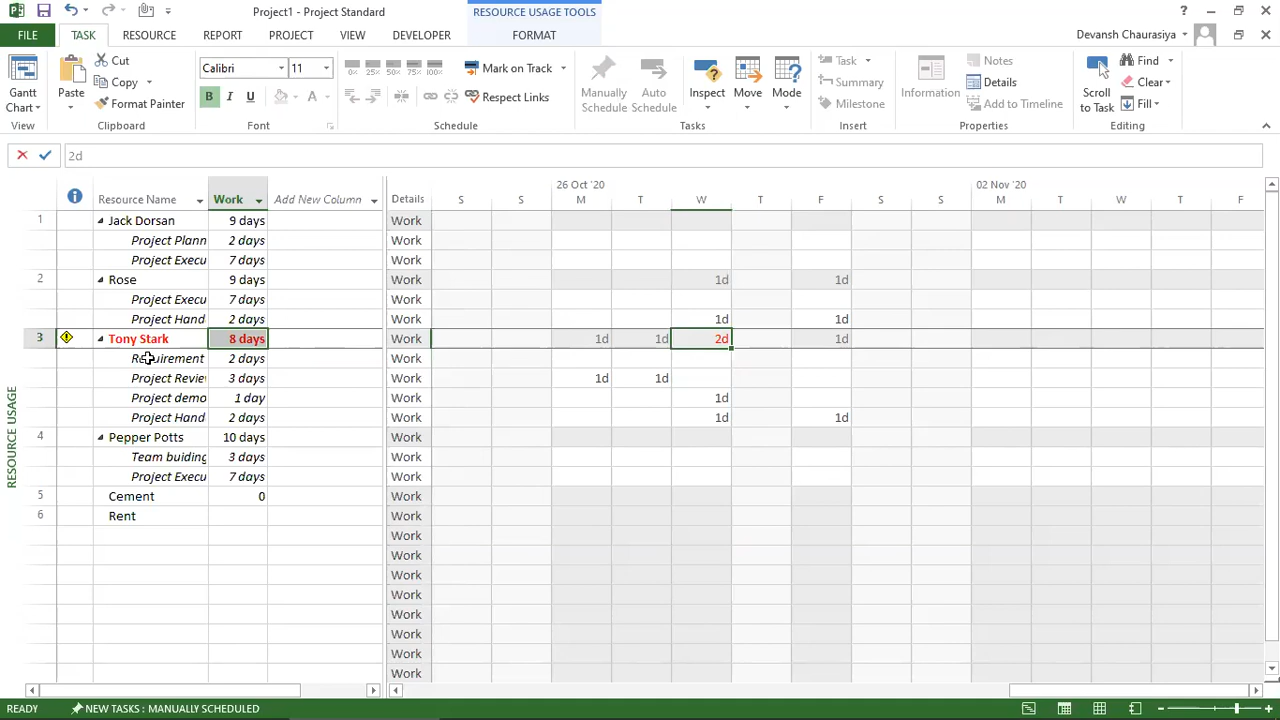 Project1 - Project Standard
RESOURCE USAGE TOOLS
?
FILE TASK RESOURCE REPORT PROJECT VIEW DEVELOPER FORMAT
Devansh Chaurasiya
Gantt Chart
View
Paste
Cut
Copy
Format Painter
Clipboard
Calibri 11
B I U
A
Font
0% 25% 50% 75% 100%
Mark on Track
Respect Links
Schedule
Manually Schedule
Auto Schedule
Inspect
Move
Mode
Tasks
Task
Summary
Milestone
Insert
Information
Notes
Details
Add to Timeline
Properties
Scroll to Task
Find
Clear
Fill
Editing
2d
26 Oct '20 02 Nov '20
Resource Name Work Add New Column Details S S M T W T F S S M T W T F
1 Jack Dorsan 9 days Work
Project Plann 2 days Work
Project Execu 7 days Work
2 Rose 9 days Work 1d 1d
Project Execu 7 days Work
Project Hand 2 days Work 1d 1d
3 Tony Stark 8 days Work 1d 1d 2d 1d
Requirement 2 days Work
Project Revie 3 days Work 1d 1d
Project demo 1 day Work 1d
Project Hand 2 days Work 1d 1d
4 Pepper Potts 10 days Work
Team buiding 3 days Work
Project Execu 7 days Work
5 Cement 0 Work
6 Rent Work
Work
Work
Work
Work
Work
Work
Work
Work
RESOURCE USAGE
READY NEW TASKS : MANUALLY SCHEDULED